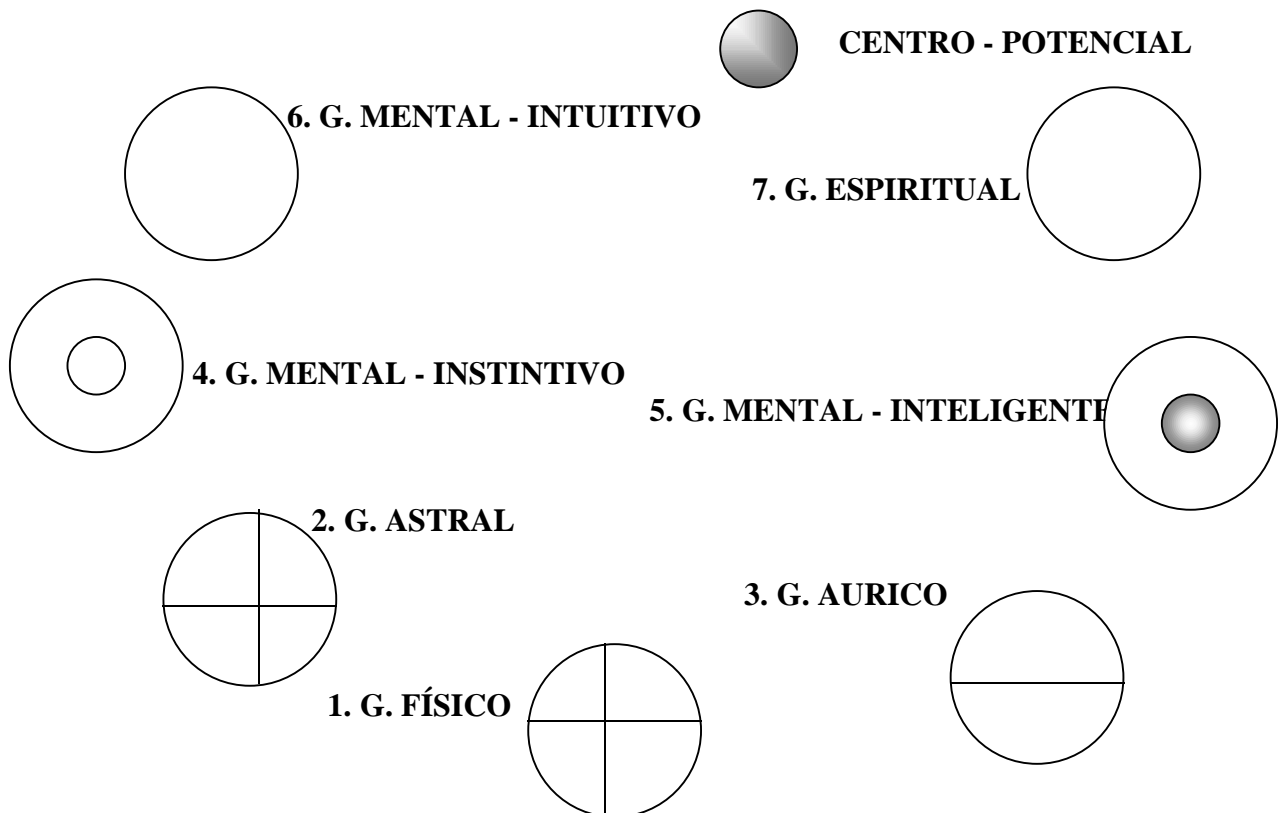 CENTRO - POTENCIAL
6. G. MENTAL - INTUITIVO
7. G. ESPIRITUAL
4. G. MENTAL - INSTINTIVO
5. G. MENTAL - INTELIGENTE
2. G. ASTRAL
3. G. AURICO
1. G. FÍSICO